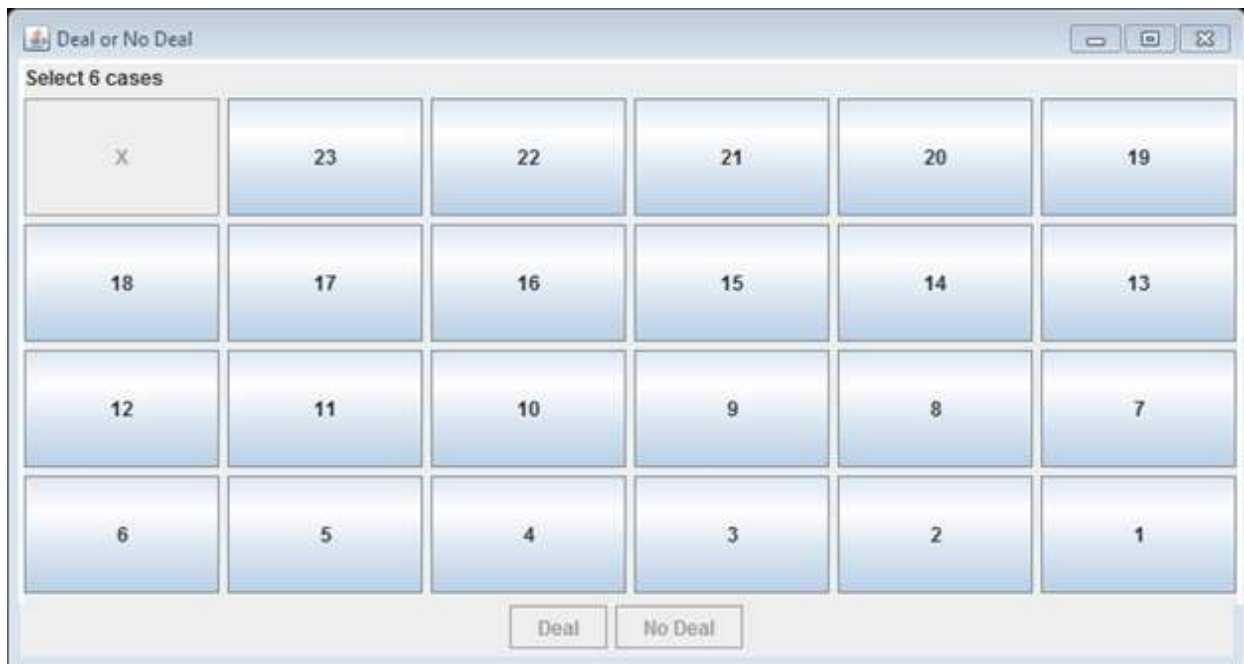 Deal or No Deal
Select 6 cases
X 23 22 21 20 19
18 17 16 15 14 13
12 11 10 9 8 7
6 5 4 3 2 1
Deal No Deal